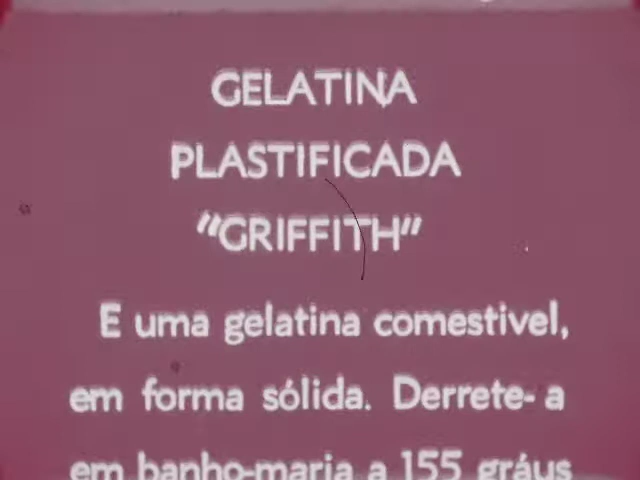 GELATINA
PLASTIFICADA
"GRIFFITH"
E uma gelatina comestivel,
em forma sólida. Derrete-a
em banho-maria a 155 gráus